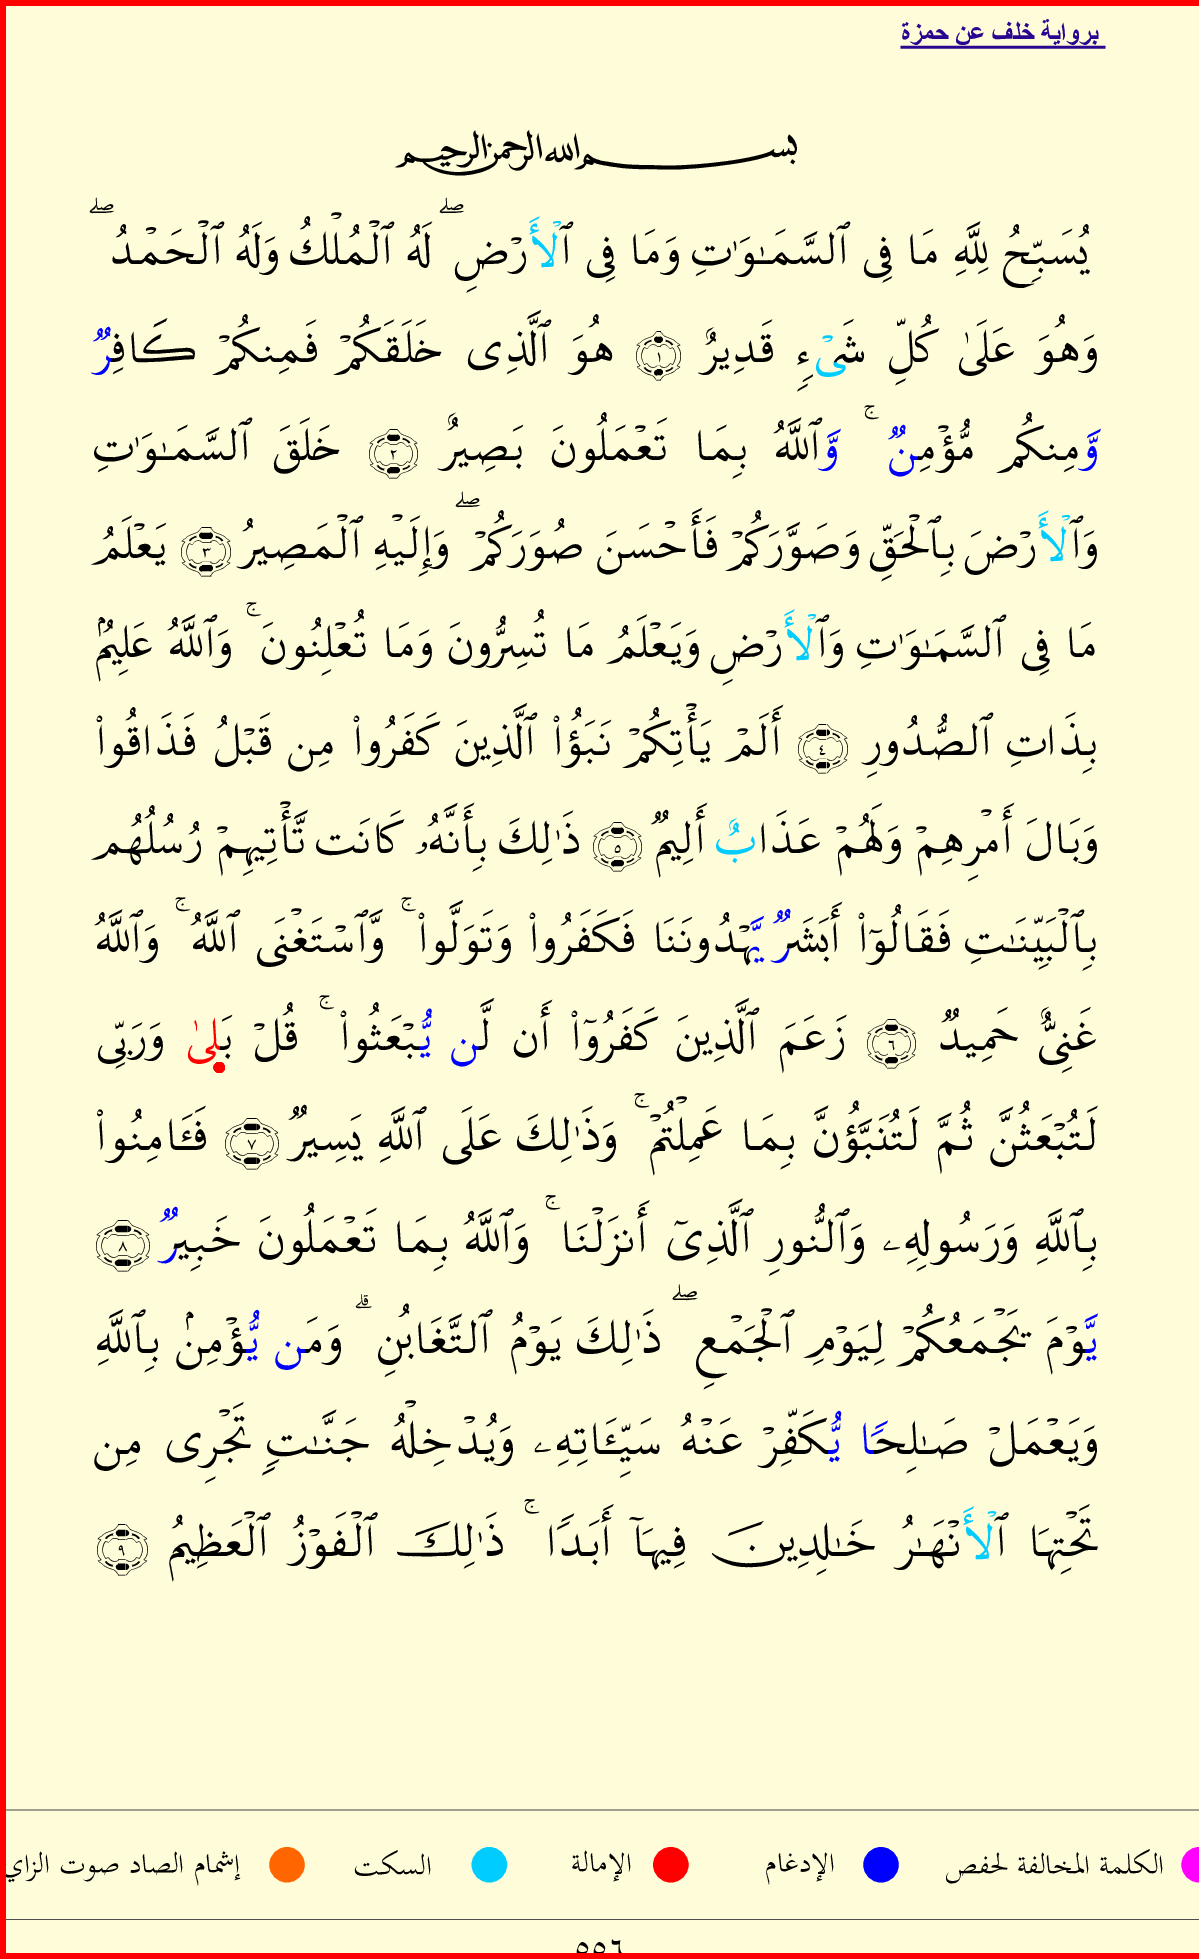 برواية خلف عن حمزة
بسم الله الرحمن الرحيم
يُسَبِّحُ لِلَّهِ مَا فِى ٱلسَّمَـٰوَٰتِ وَمَا فِى ٱلْأَرْضِ ۖ لَهُ ٱلْمُلْكُ وَلَهُ ٱلْحَمْدُ ۖ
وَهُوَ عَلَىٰ كُلِّ شَىْءٍ قَدِيرٌ ١ هُوَ ٱلَّذِى خَلَقَكُمْ فَمِنكُمْ كَافِرٌ
وَّمِنكُم مُّؤْمِنٌ ۚ وَّٱللَّهُ بِمَا تَعْمَلُونَ بَصِيرٌ ٢ خَلَقَ ٱلسَّمَـٰوَٰتِ
وَٱلْأَرْضَ بِٱلْحَقِّ وَصَوَّرَكُمْ فَأَحْسَنَ صُوَرَكُمْ ۖ وَإِلَيْهِ ٱلْمَصِيرُ ٣ يَعْلَمُ
مَا فِى ٱلسَّمَـٰوَٰتِ وَٱلْأَرْضِ وَيَعْلَمُ مَا تُسِرُّونَ وَمَا تُعْلِنُونَ ۚ وَٱللَّهُ عَلِيمُۢ
بِذَاتِ ٱلصُّدُورِ ٤ أَلَمْ يَأْتِكُمْ نَبَؤُا۟ ٱلَّذِينَ كَفَرُوا۟ مِن قَبْلُ فَذَاقُوا۟
وَبَالَ أَمْرِهِمْ وَلَهُمْ عَذَابٌ أَلِيمٌ ٥ ذَٰلِكَ بِأَنَّهُۥ كَانَت تَّأْتِيهِمْ رُسُلُهُم
بِٱلْبَيِّنَـٰتِ فَقَالُوٓا۟ أَبَشَرٌ يَّهْدُونَنَا فَكَفَرُوا۟ وَتَوَلَّوا۟ ۚ وَّٱسْتَغْنَى ٱللَّهُ ۚ وَٱللَّهُ
غَنِىٌّ حَمِيدٌ ٦ زَعَمَ ٱلَّذِينَ كَفَرُوٓا۟ أَن لَّن يُّبْعَثُوا۟ ۚ قُلْ بَلِىٰ وَرَبِّى
لَتُبْعَثُنَّ ثُمَّ لَتُنَبَّؤُنَّ بِمَا عَمِلْتُمْ ۚ وَذَٰلِكَ عَلَى ٱللَّهِ يَسِيرٌ ٧ فَـَٔامِنُوا۟
بِٱللَّهِ وَرَسُولِهِۦ وَٱلنُّورِ ٱلَّذِىٓ أَنزَلْنَا ۚ وَٱللَّهُ بِمَا تَعْمَلُونَ خَبِيرٌ ٨
يَّوْمَ يَجْمَعُكُمْ لِيَوْمِ ٱلْجَمْعِ ۖ ذَٰلِكَ يَوْمُ ٱلتَّغَابُنِ ۗ وَمَن يُّؤْمِنۢ بِٱللَّهِ
وَيَعْمَلْ صَـٰلِحًا يُّكَفِّرْ عَنْهُ سَيِّـَٔاتِهِۦ وَيُدْخِلْهُ جَنَّـٰتٍ تَجْرِى مِن
تَحْتِهَا ٱلْأَنْهَـٰرُ خَـٰلِدِينَ فِيهَآ أَبَدًا ۚ ذَٰلِكَ ٱلْفَوْزُ ٱلْعَظِيمُ ٩
الكلمة المخالفة لحفص الإدغام الإمالة السكت إشمام الصاد صوت الزاي
٥٥٦